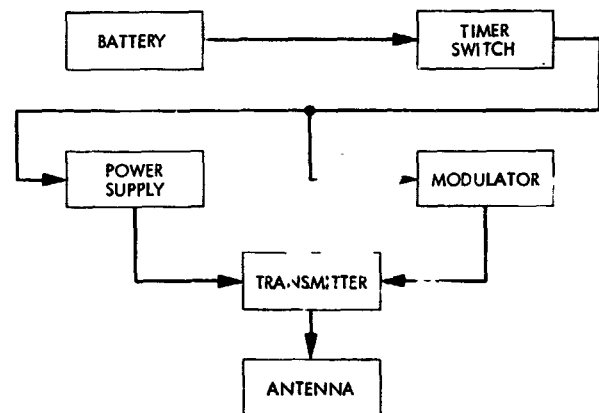 BATTERY
TIMER
SWITCH
POWER
SUPPLY
MODULATOR
TRANSMITTER
ANTENNA